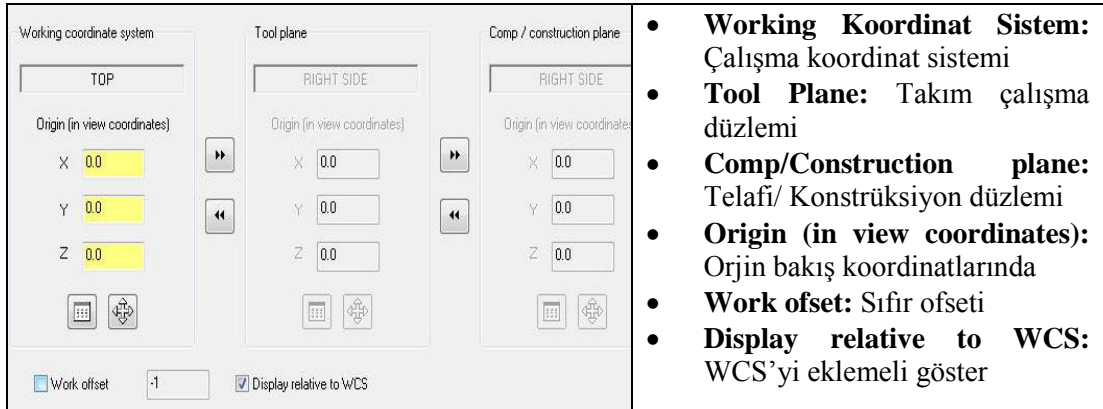 Working coordinate system
Tool plane
Comp / construction plane
TOP
RIGHT SIDE
RIGHT SIDE
Origin (in view coordinates)
Origin (in view coordinates)
Origin (in view coordinates
X 0.0
X 0.0
X 0.0
Y 0.0
Y 0.0
Y 0.0
Z 0.0
Z 0.0
Z 0.0
Work offset -1
Display relative to WCS
• Working Koordinat Sistem:
Çalışma koordinat sistemi
• Tool Plane: Takım çalışma
düzlemi
• Comp/Construction plane:
Telafi/ Konstrüksiyon düzlemi
• Origin (in view coordinates):
Orjin bakış koordinatlarında
• Work ofset: Sıfır ofseti
• Display relative to WCS:
WCS’yi eklemeli göster